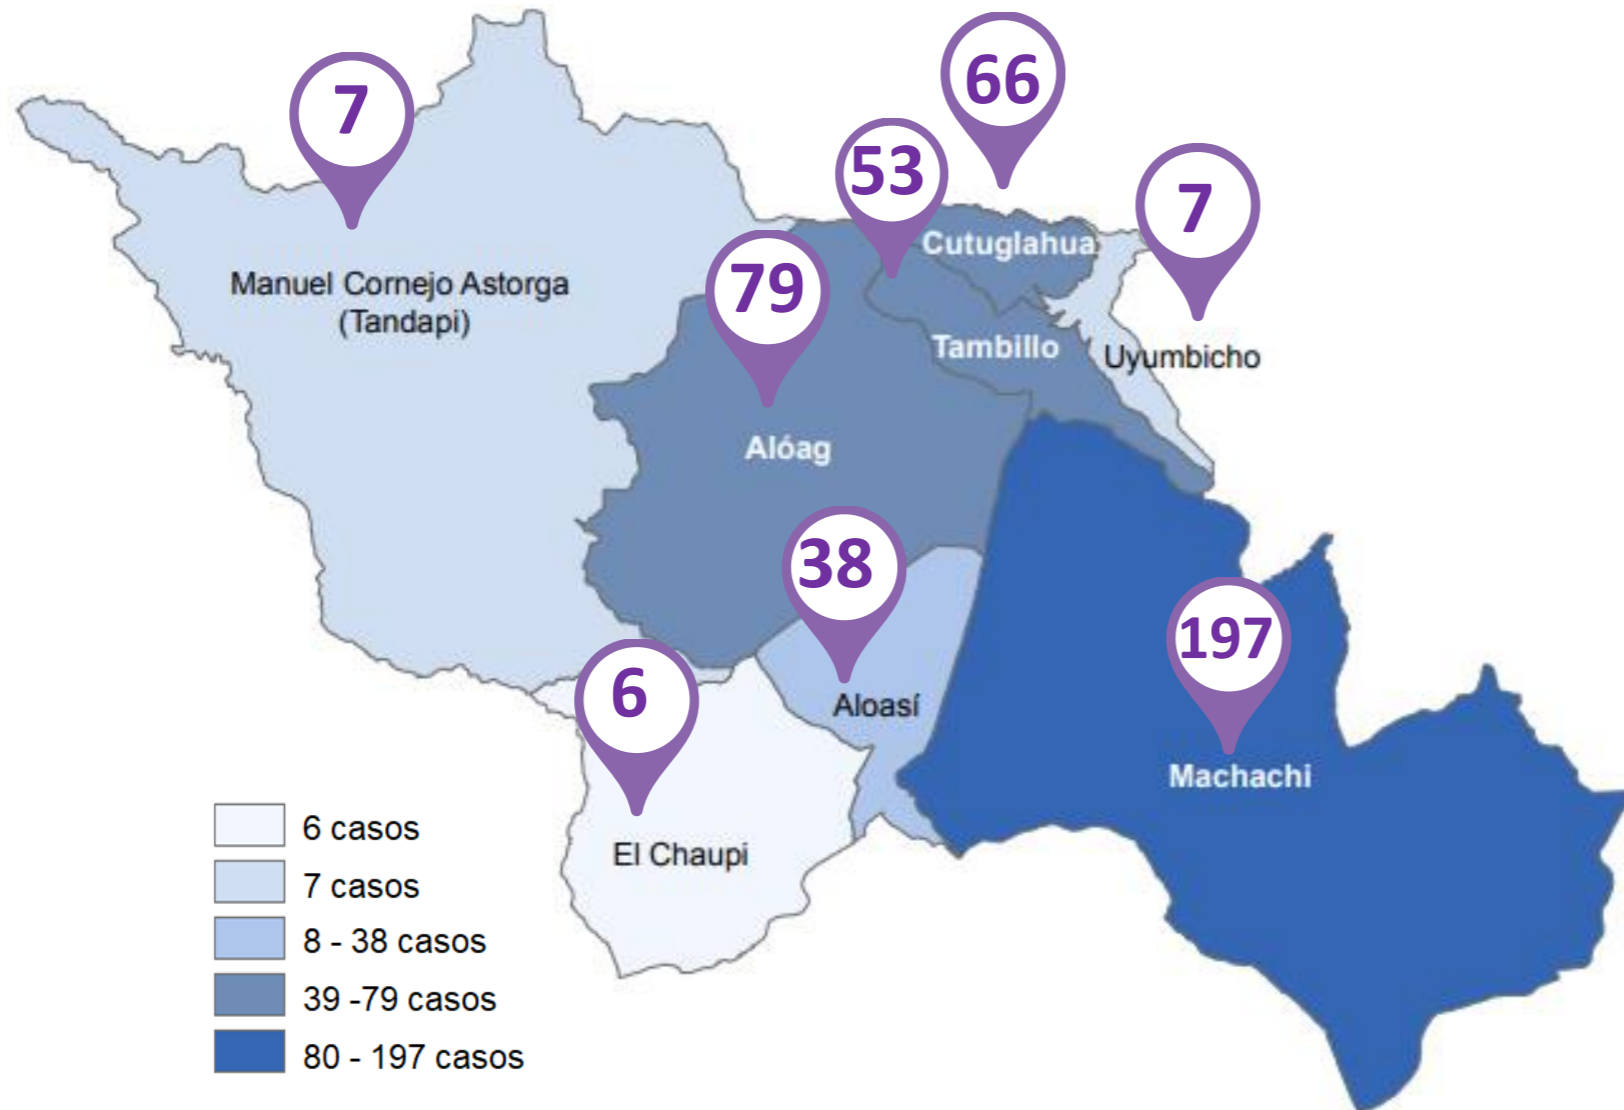 66
7
53
7
Cutuglahua
79
Manuel Cornejo Astorga
(Tandapi)
Tambillo
Uyumbicho
Alóag
38
197
6
Aloasí
Machachi
El Chaupi
6 casos
7 casos
8 - 38 casos
39 -79 casos
80 - 197 casos